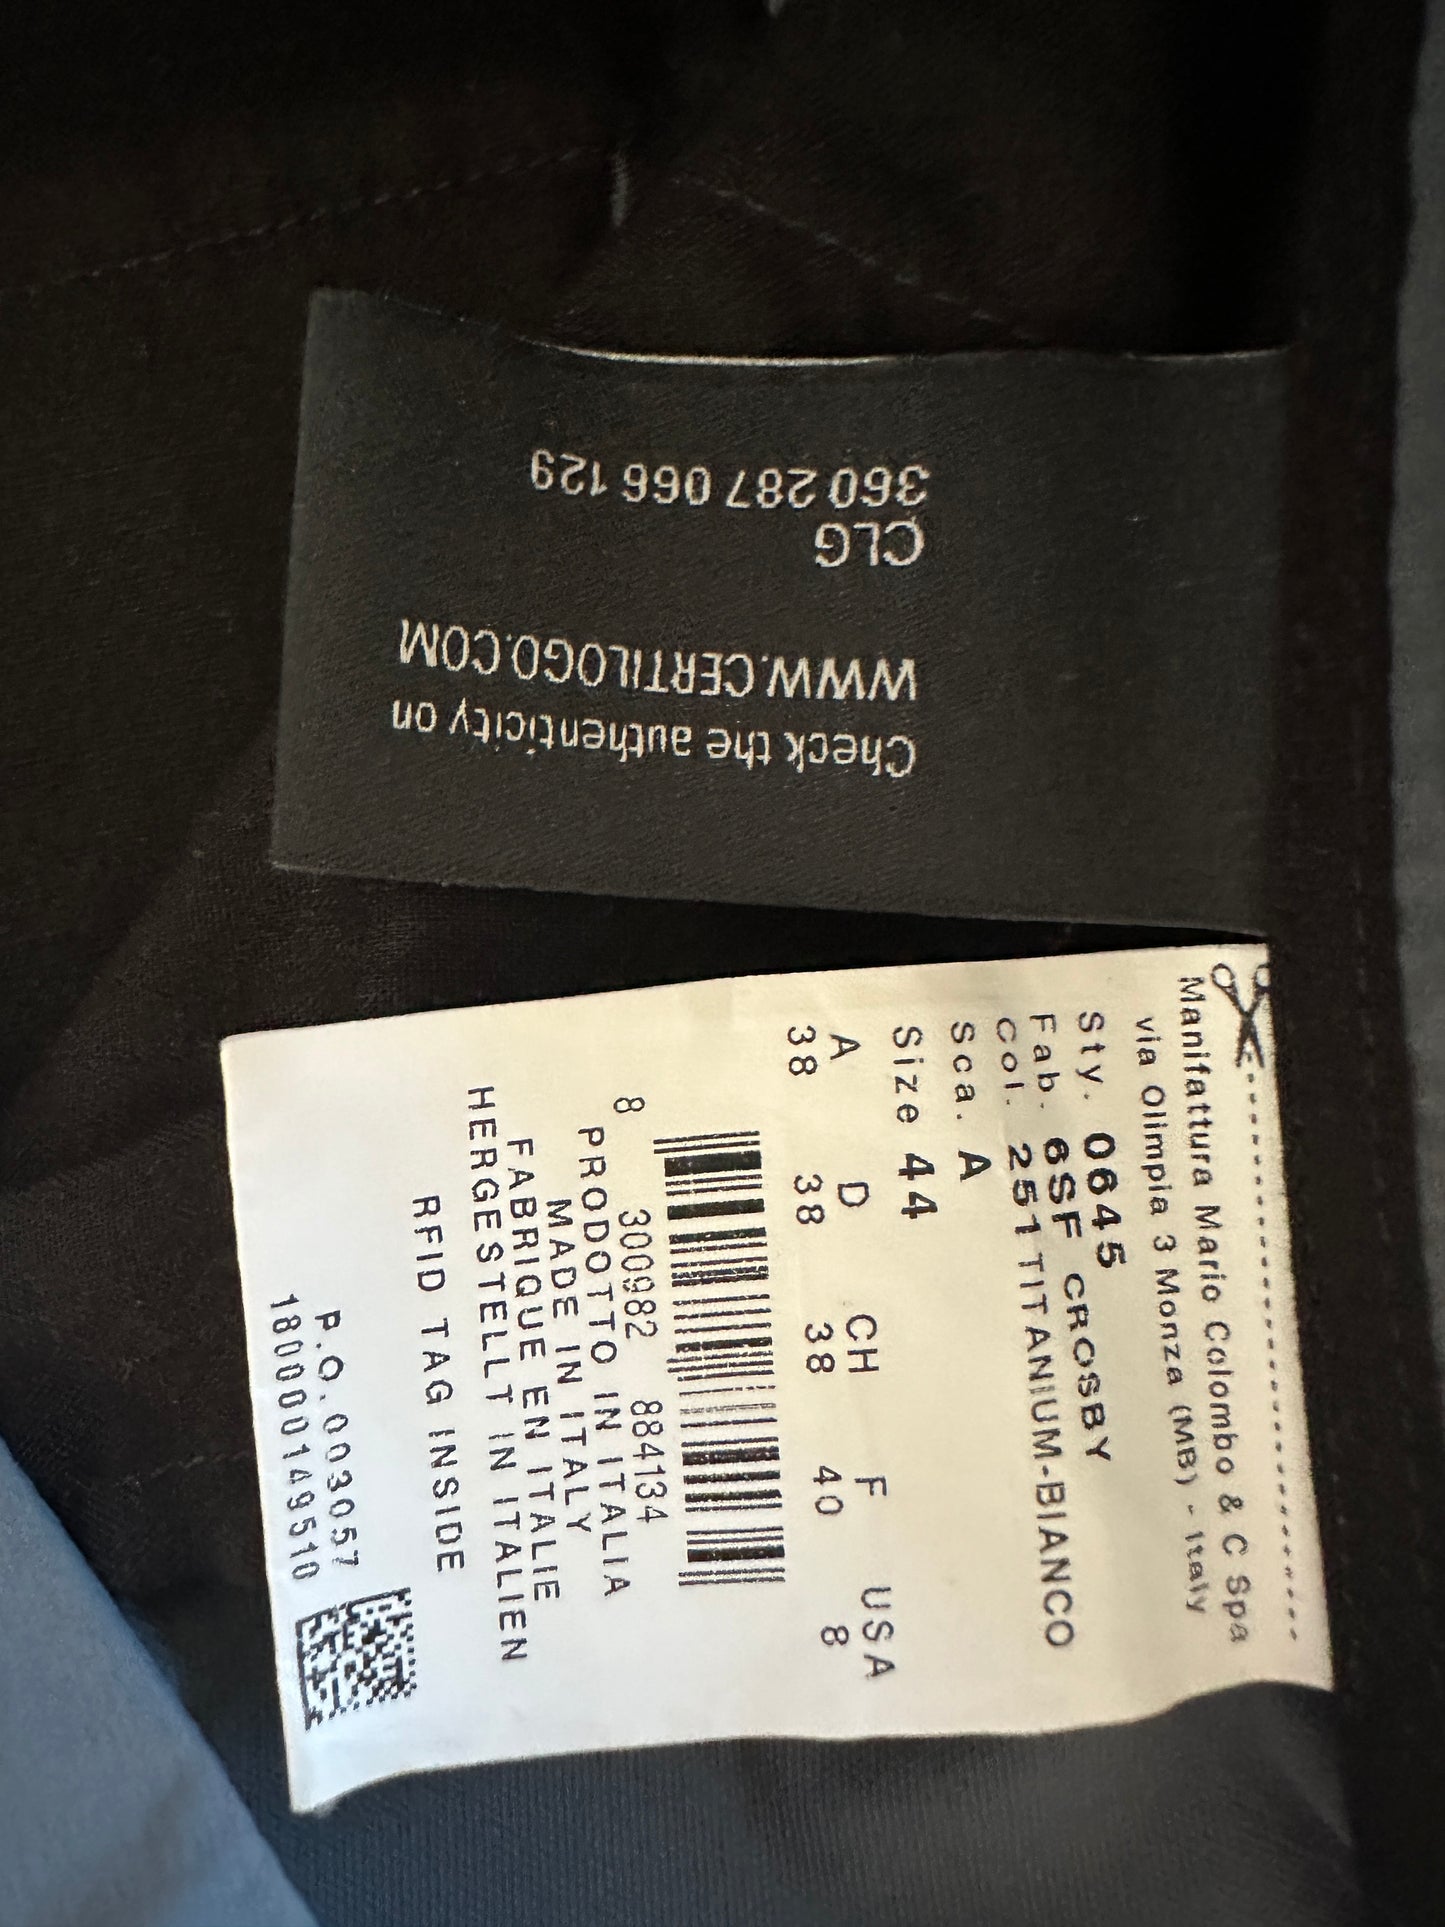 Check the authenticity on
WWW.CERTILOGO.COM
CLG
360 287 066 129
Manifattura Mario Colombo & C Spa
via Olimpia 3 Monza (MB) - Italy
Sty. 0645
Fab. 6SF CROSBY
Col. 251 TITANIUM-BIANCO
Sca. A
Size 44
A D CH F USA
38 38 38 40 8
8 300982 884134
PRODOTTO IN ITALIA
MADE IN ITALY
FABRIQUE EN ITALIE
HERGESTELLT IN ITALIEN
RFID TAG INSIDE
P.O. 003057
180000149510